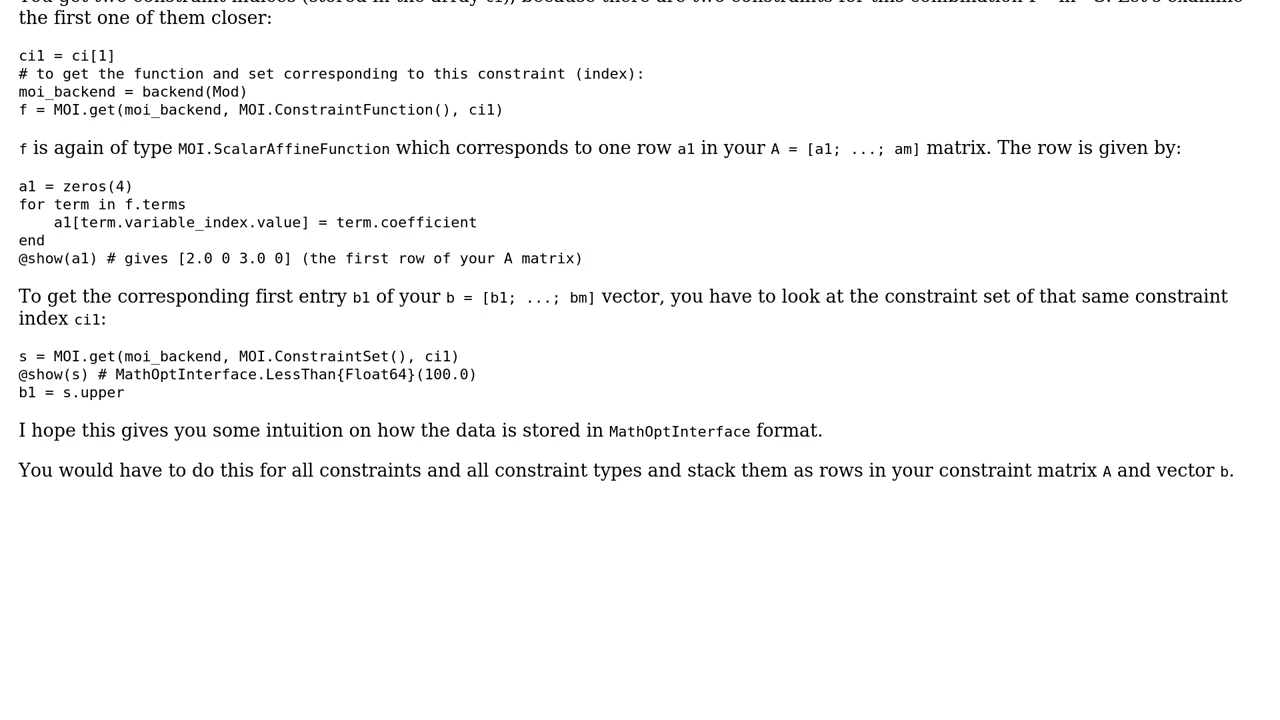 the first one of them closer:
ci1 = ci[1]
# to get the function and set corresponding to this constraint (index):
moi_backend = backend(Mod)
f = MOI.get(moi_backend, MOI.ConstraintFunction(), ci1)
f is again of type MOI.ScalarAffineFunction which corresponds to one row a1 in your A = [a1; ...; am] matrix. The row is given by:
a1 = zeros(4)
for term in f.terms
    a1[term.variable_index.value] = term.coefficient
end
@show(a1) # gives [2.0 0 3.0 0] (the first row of your A matrix)
To get the corresponding first entry b1 of your b = [b1; ...; bm] vector, you have to look at the constraint set of that same constraint
index ci1:
s = MOI.get(moi_backend, MOI.ConstraintSet(), ci1)
@show(s) # MathOptInterface.LessThan{Float64}(100.0)
b1 = s.upper
I hope this gives you some intuition on how the data is stored in MathOptInterface format.
You would have to do this for all constraints and all constraint types and stack them as rows in your constraint matrix A and vector b.